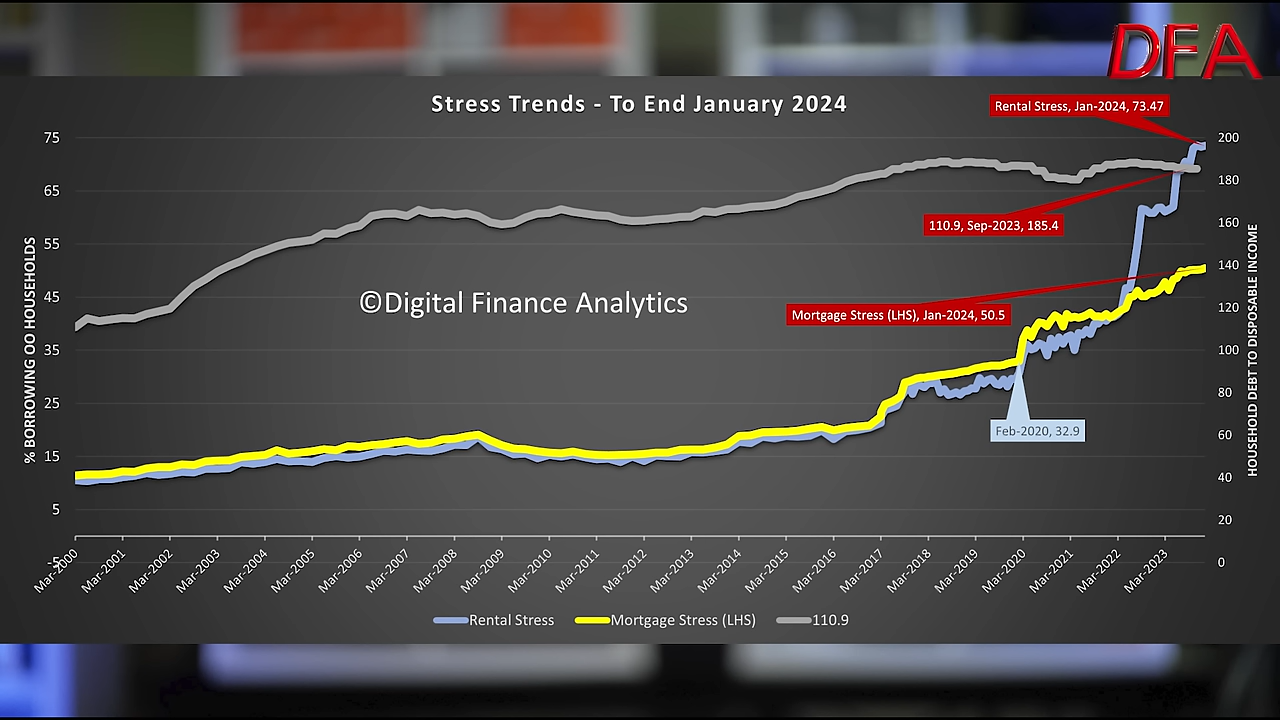 DFA
Stress Trends - To End January 2024
Rental Stress, Jan-2024, 73.47
110.9, Sep-2023, 185.4
Mortgage Stress (LHS), Jan-2024, 50.5
Feb-2020, 32.9
©Digital Finance Analytics
% BORROWING OO HOUSEHOLDS
75
65
55
45
35
25
15
5
-5
HOUSEHOLD DEBT TO DISPOSABLE INCOME
200
180
160
140
120
100
80
60
40
20
0
Mar-2000
Mar-2001
Mar-2002
Mar-2003
Mar-2004
Mar-2005
Mar-2006
Mar-2007
Mar-2008
Mar-2009
Mar-2010
Mar-2011
Mar-2012
Mar-2013
Mar-2014
Mar-2015
Mar-2016
Mar-2017
Mar-2018
Mar-2019
Mar-2020
Mar-2021
Mar-2022
Mar-2023
Rental Stress
Mortgage Stress (LHS)
110.9